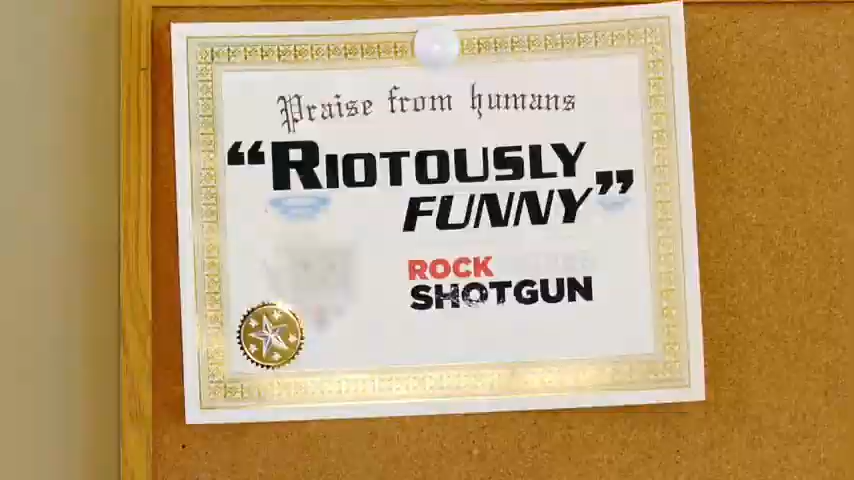 Praise from humans
“RIOTOUSLY
FUNNY”
ROCK
SHOTGUN